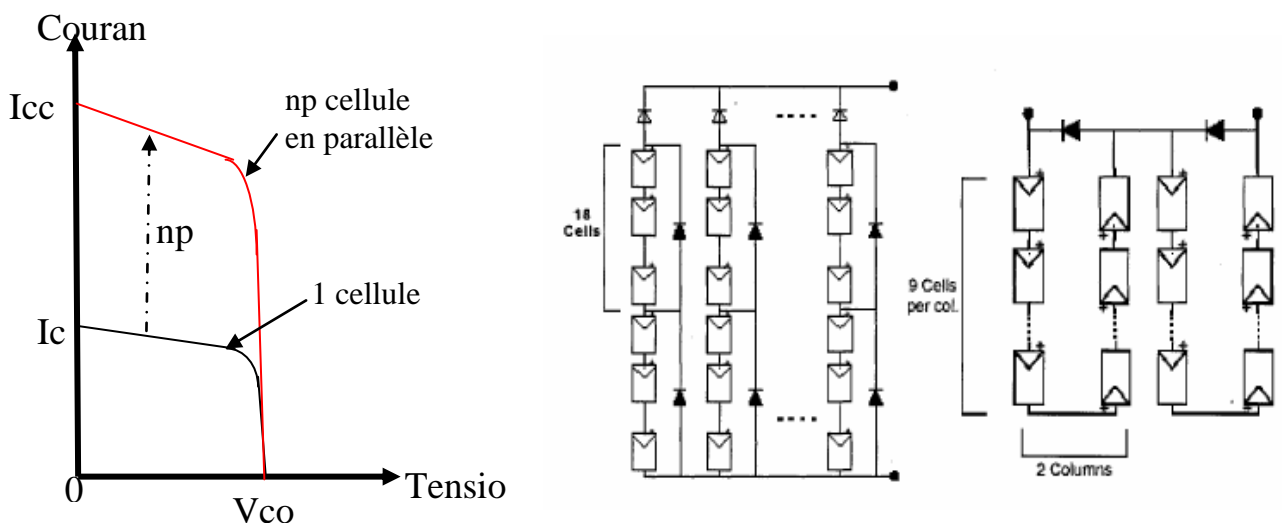 Couran
Icc
np cellule
en parallèle
np
1 cellule
Ic
0
Vco
Tensio
18
Cells
9 Cells
per col.
2 Columns